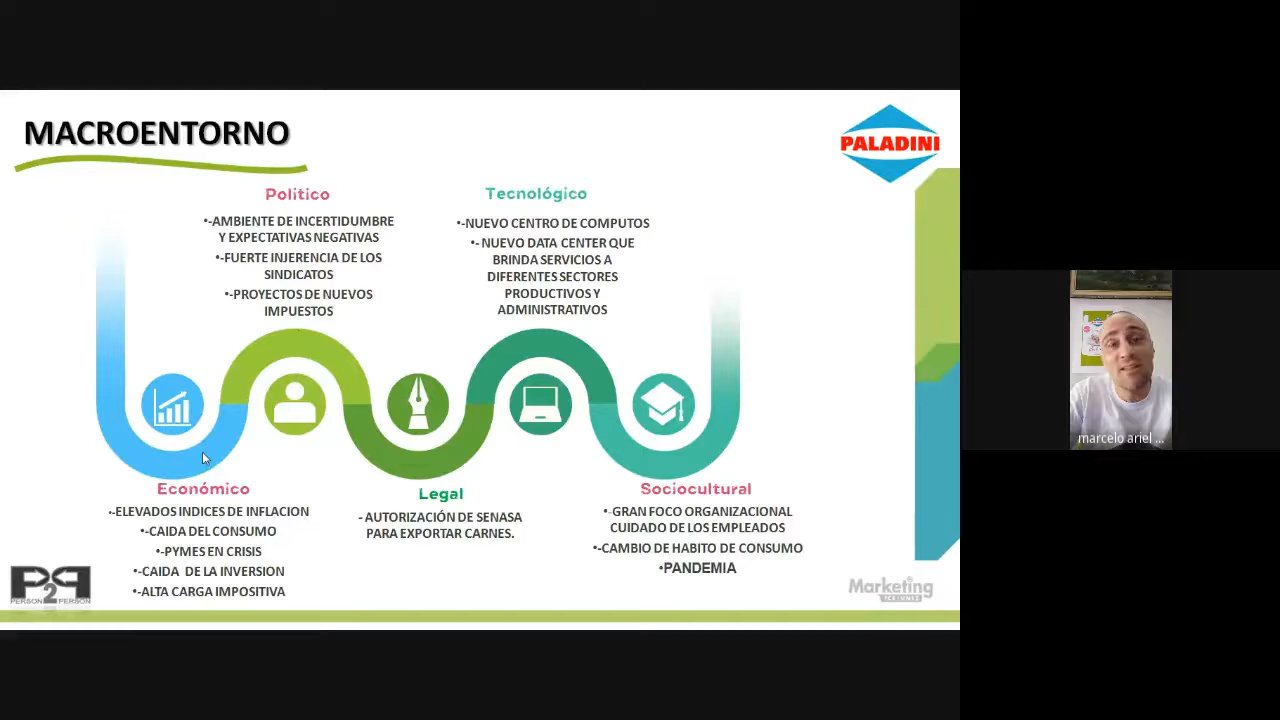 MACROENTORNO
PALADINI
Político
•-AMBIENTE DE INCERTIDUMBRE
Y EXPECTATIVAS NEGATIVAS
•-FUERTE INJERENCIA DE LOS
SINDICATOS
•-PROYECTOS DE NUEVOS
IMPUESTOS
Tecnológico
•-NUEVO CENTRO DE COMPUTOS
•- NUEVO DATA CENTER QUE
BRINDA SERVICIOS A
DIFERENTES SECTORES
PRODUCTIVOS Y
ADMINISTRATIVOS
Económico
•-ELEVADOS INDICES DE INFLACION
•-CAIDA DEL CONSUMO
•-PYMES EN CRISIS
•-CAIDA DE LA INVERSION
•-ALTA CARGA IMPOSITIVA
Legal
- AUTORIZACIÓN DE SENASA
PARA EXPORTAR CARNES.
Sociocultural
•-GRAN FOCO ORGANIZACIONAL
CUIDADO DE LOS EMPLEADOS
•-CAMBIO DE HABITO DE CONSUMO
•PANDEMIA
P2P
PERSON 2 PERSON
Marketing
marcelo ariel ...